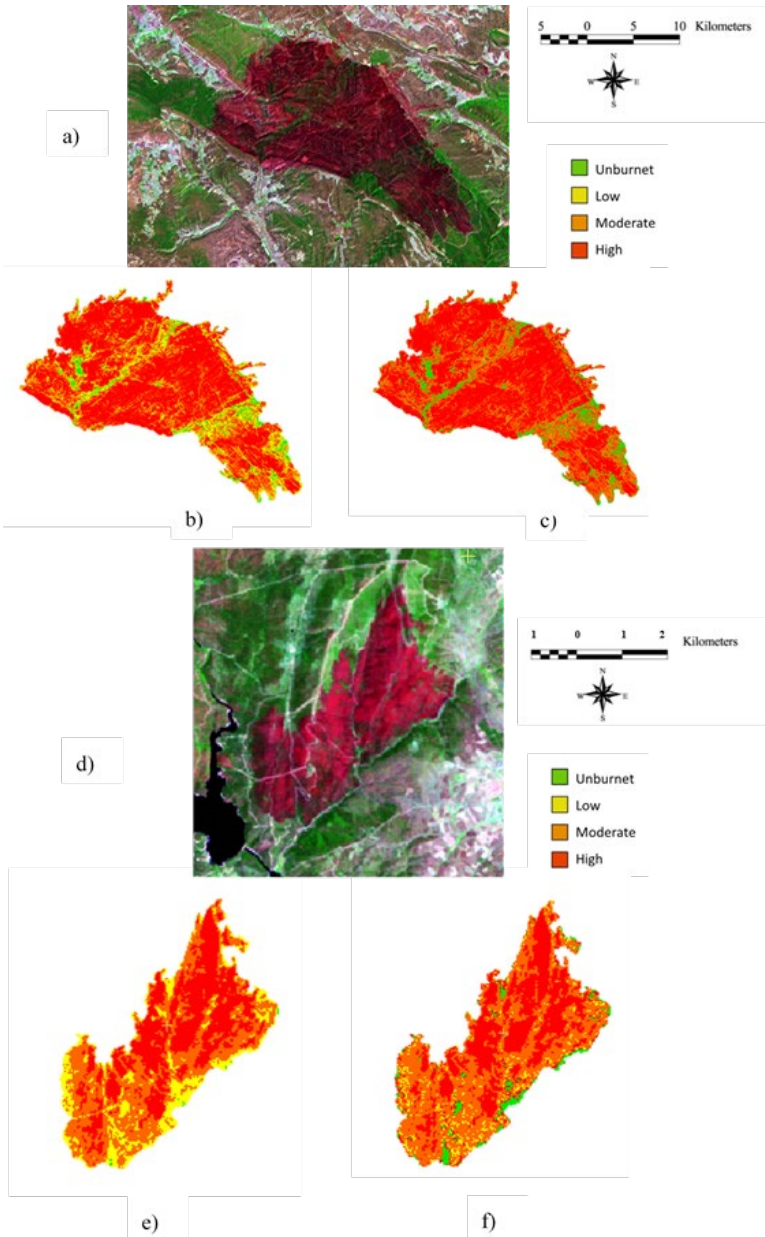 5 0 5 10 Kilometers
N
W E
S
a)
Unburnet
Low
Moderate
High
b)
c)
1 0 1 2 Kilometers
N
W E
S
d)
Unburnet
Low
Moderate
High
e)
f)